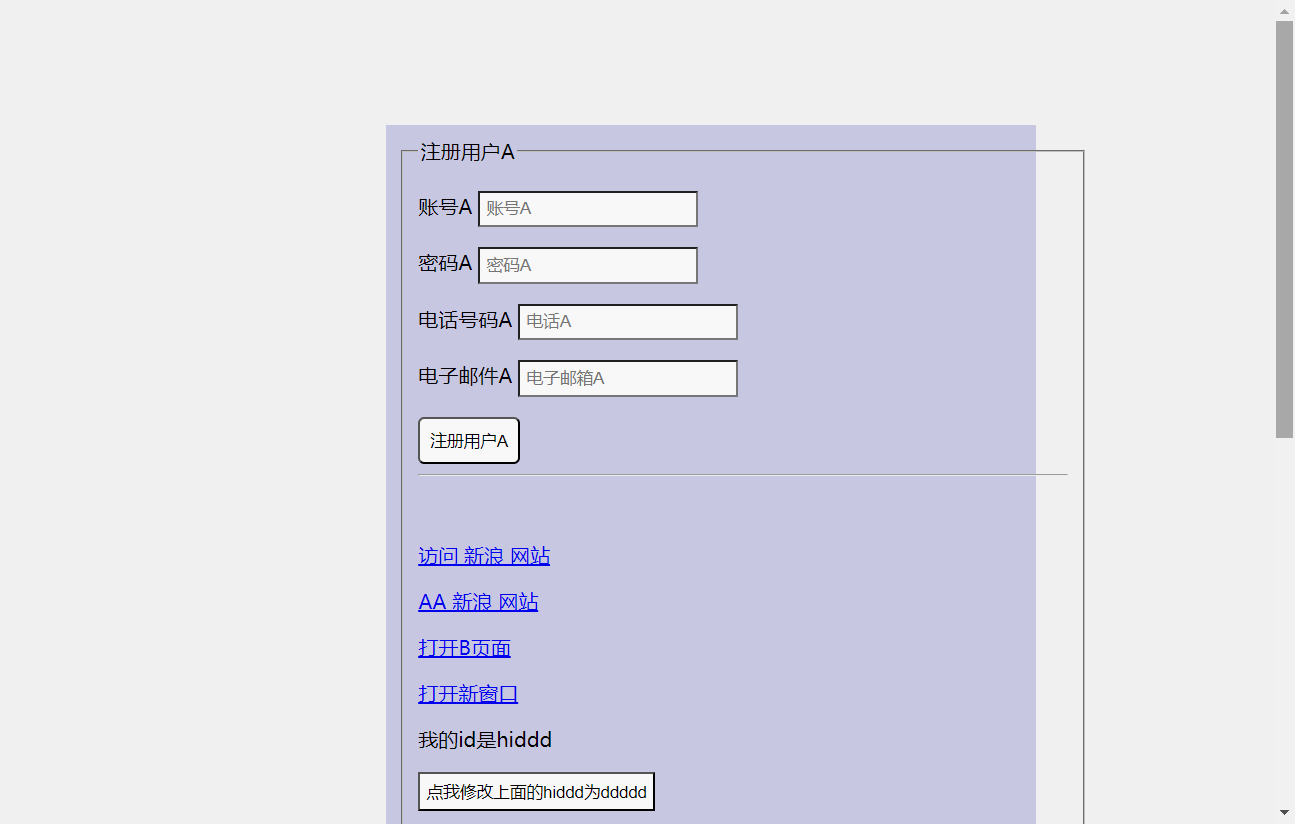 注册用户A
账号A 账号A
密码A 密码A
电话号码A 电话A
电子邮件A 电子邮箱A
注册用户A
访问 新浪 网站
AA 新浪 网站
打开B页面
打开新窗口
我的id是hiddd
点我修改上面的hiddd为ddddd